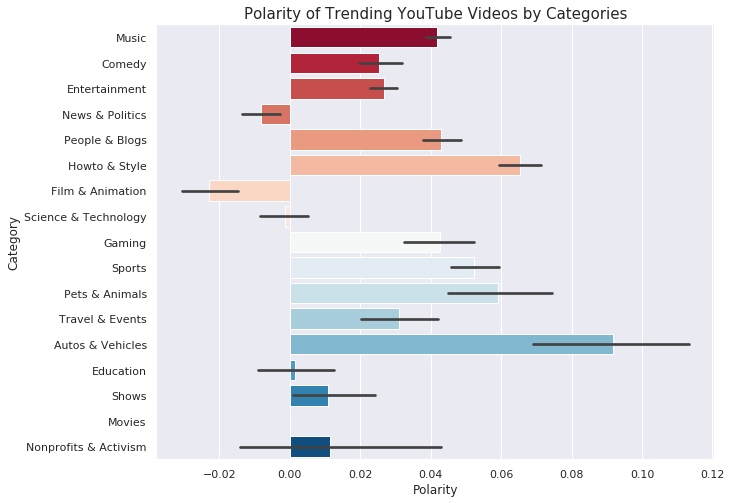 Polarity of Trending YouTube Videos by Categories
Music
Comedy
Entertainment
News & Politics
People & Blogs
Howto & Style
Film & Animation
Science & Technology
Gaming
Sports
Pets & Animals
Travel & Events
Autos & Vehicles
Education
Shows
Movies
Nonprofits & Activism
Category
−0.02 0.00 0.02 0.04 0.06 0.08 0.10 0.12
Polarity